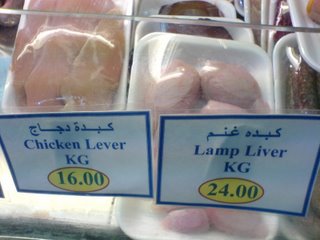 كبدة دجاج
Chicken Lever
KG
16.00
كبده غنم
Lamp Liver
KG
24.00